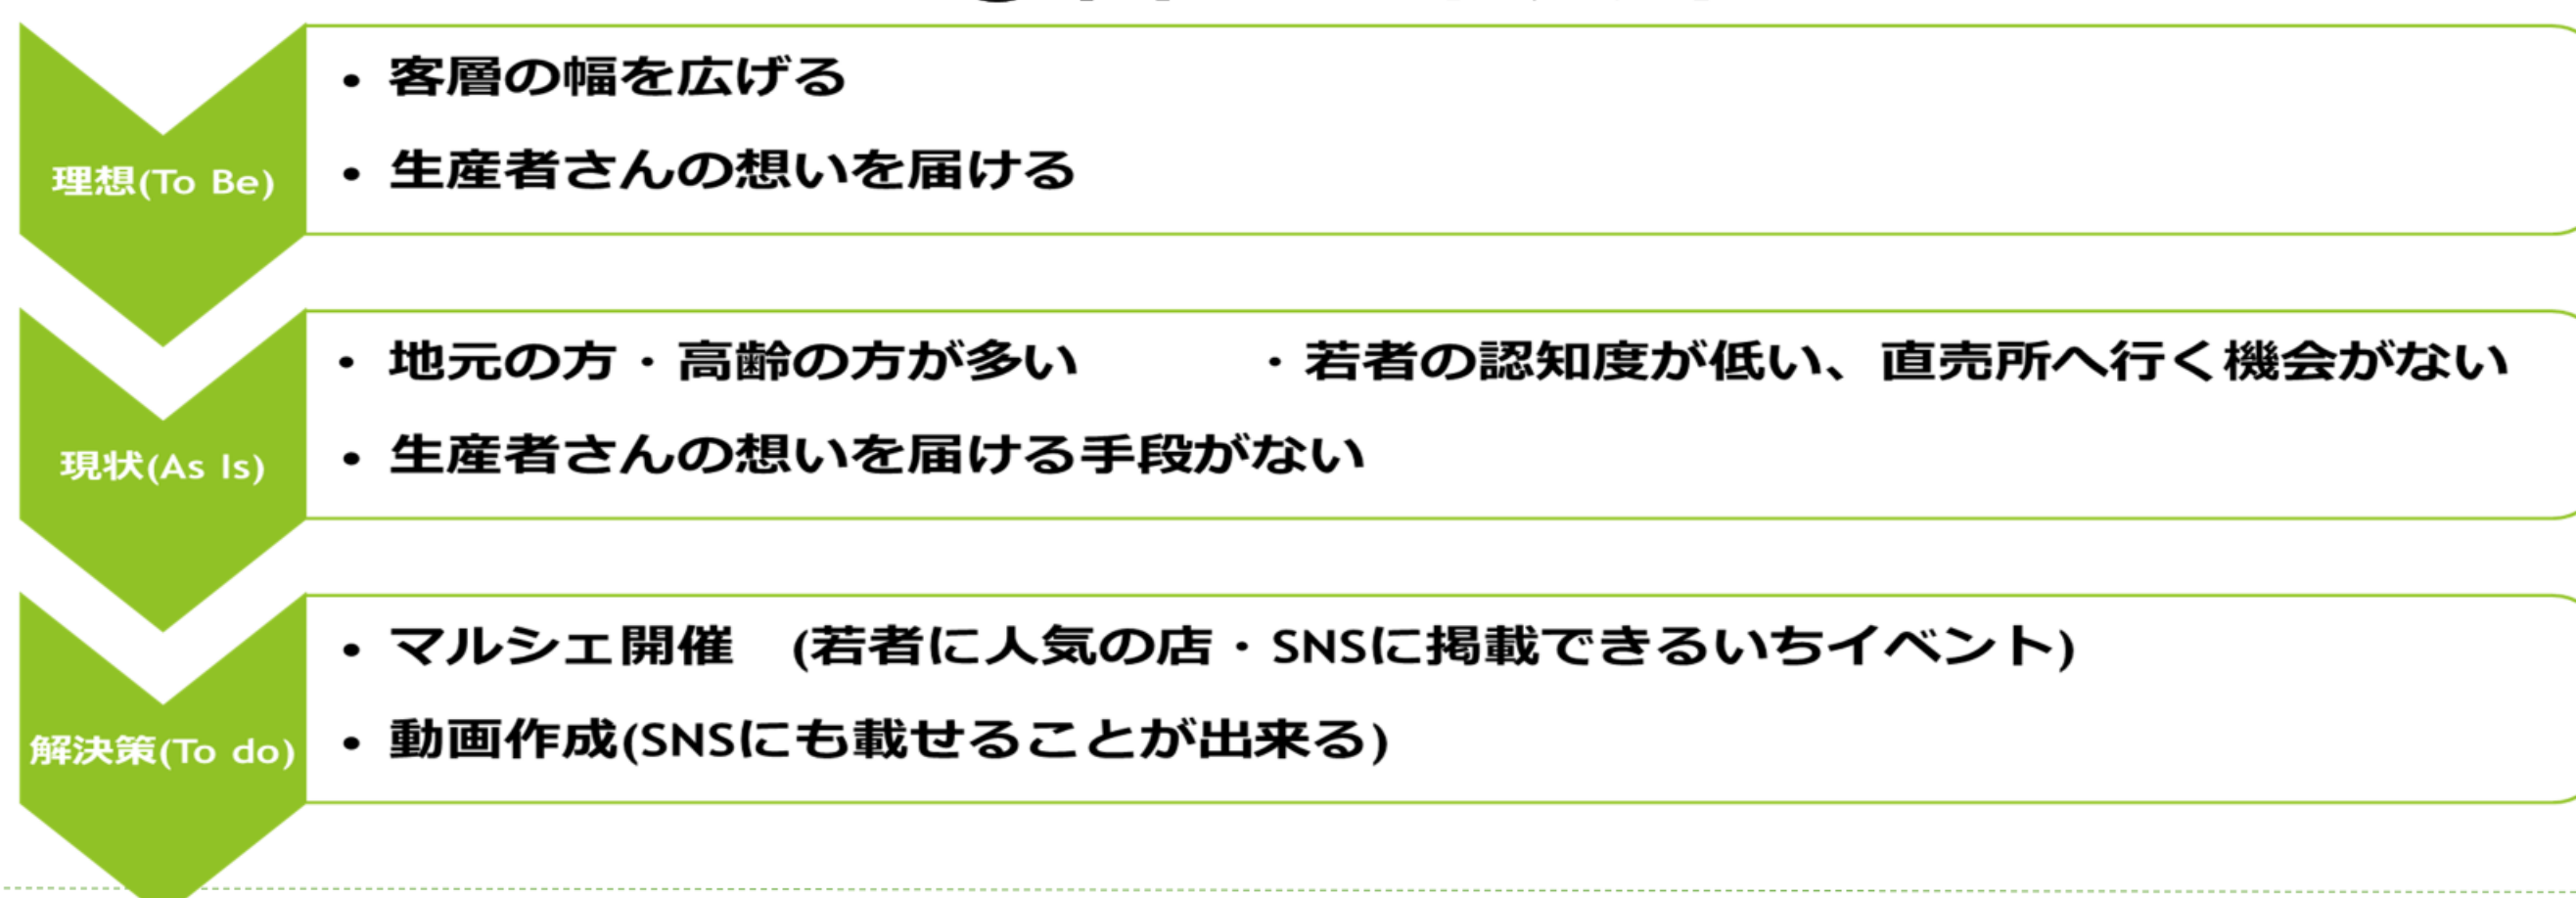 理想(To Be)
• 客層の幅を広げる
• 生産者さんの想いを届ける
現状(As Is)
• 地元の方・高齢の方が多い　　　・若者の認知度が低い、直売所へ行く機会がない
• 生産者さんの想いを届ける手段がない
解決策(To do)
• マルシェ開催　(若者に人気の店・SNSに掲載できるいちイベント)
• 動画作成(SNSにも載せることが出来る)